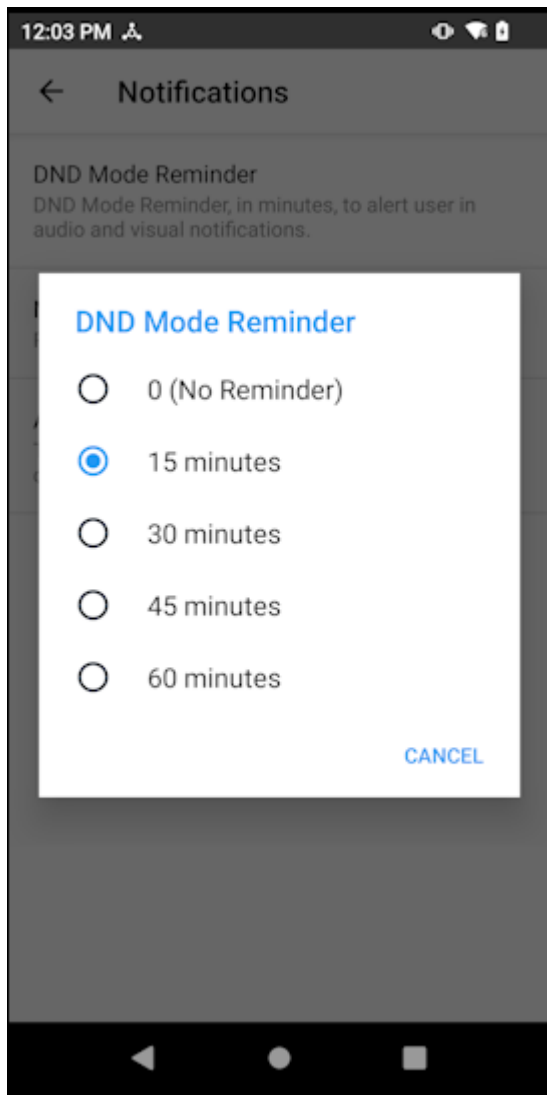 12:03 PM
Notifications
DND Mode Reminder
DND Mode Reminder, in minutes, to alert user in
audio and visual notifications.
DND Mode Reminder
0 (No Reminder)
15 minutes
30 minutes
45 minutes
60 minutes
CANCEL